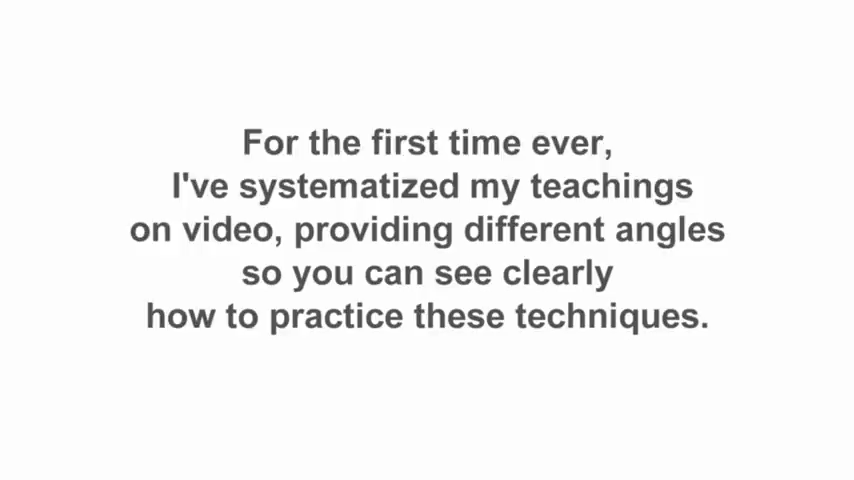 For the first time ever,
I've systematized my teachings
on video, providing different angles
so you can see clearly
how to practice these techniques.